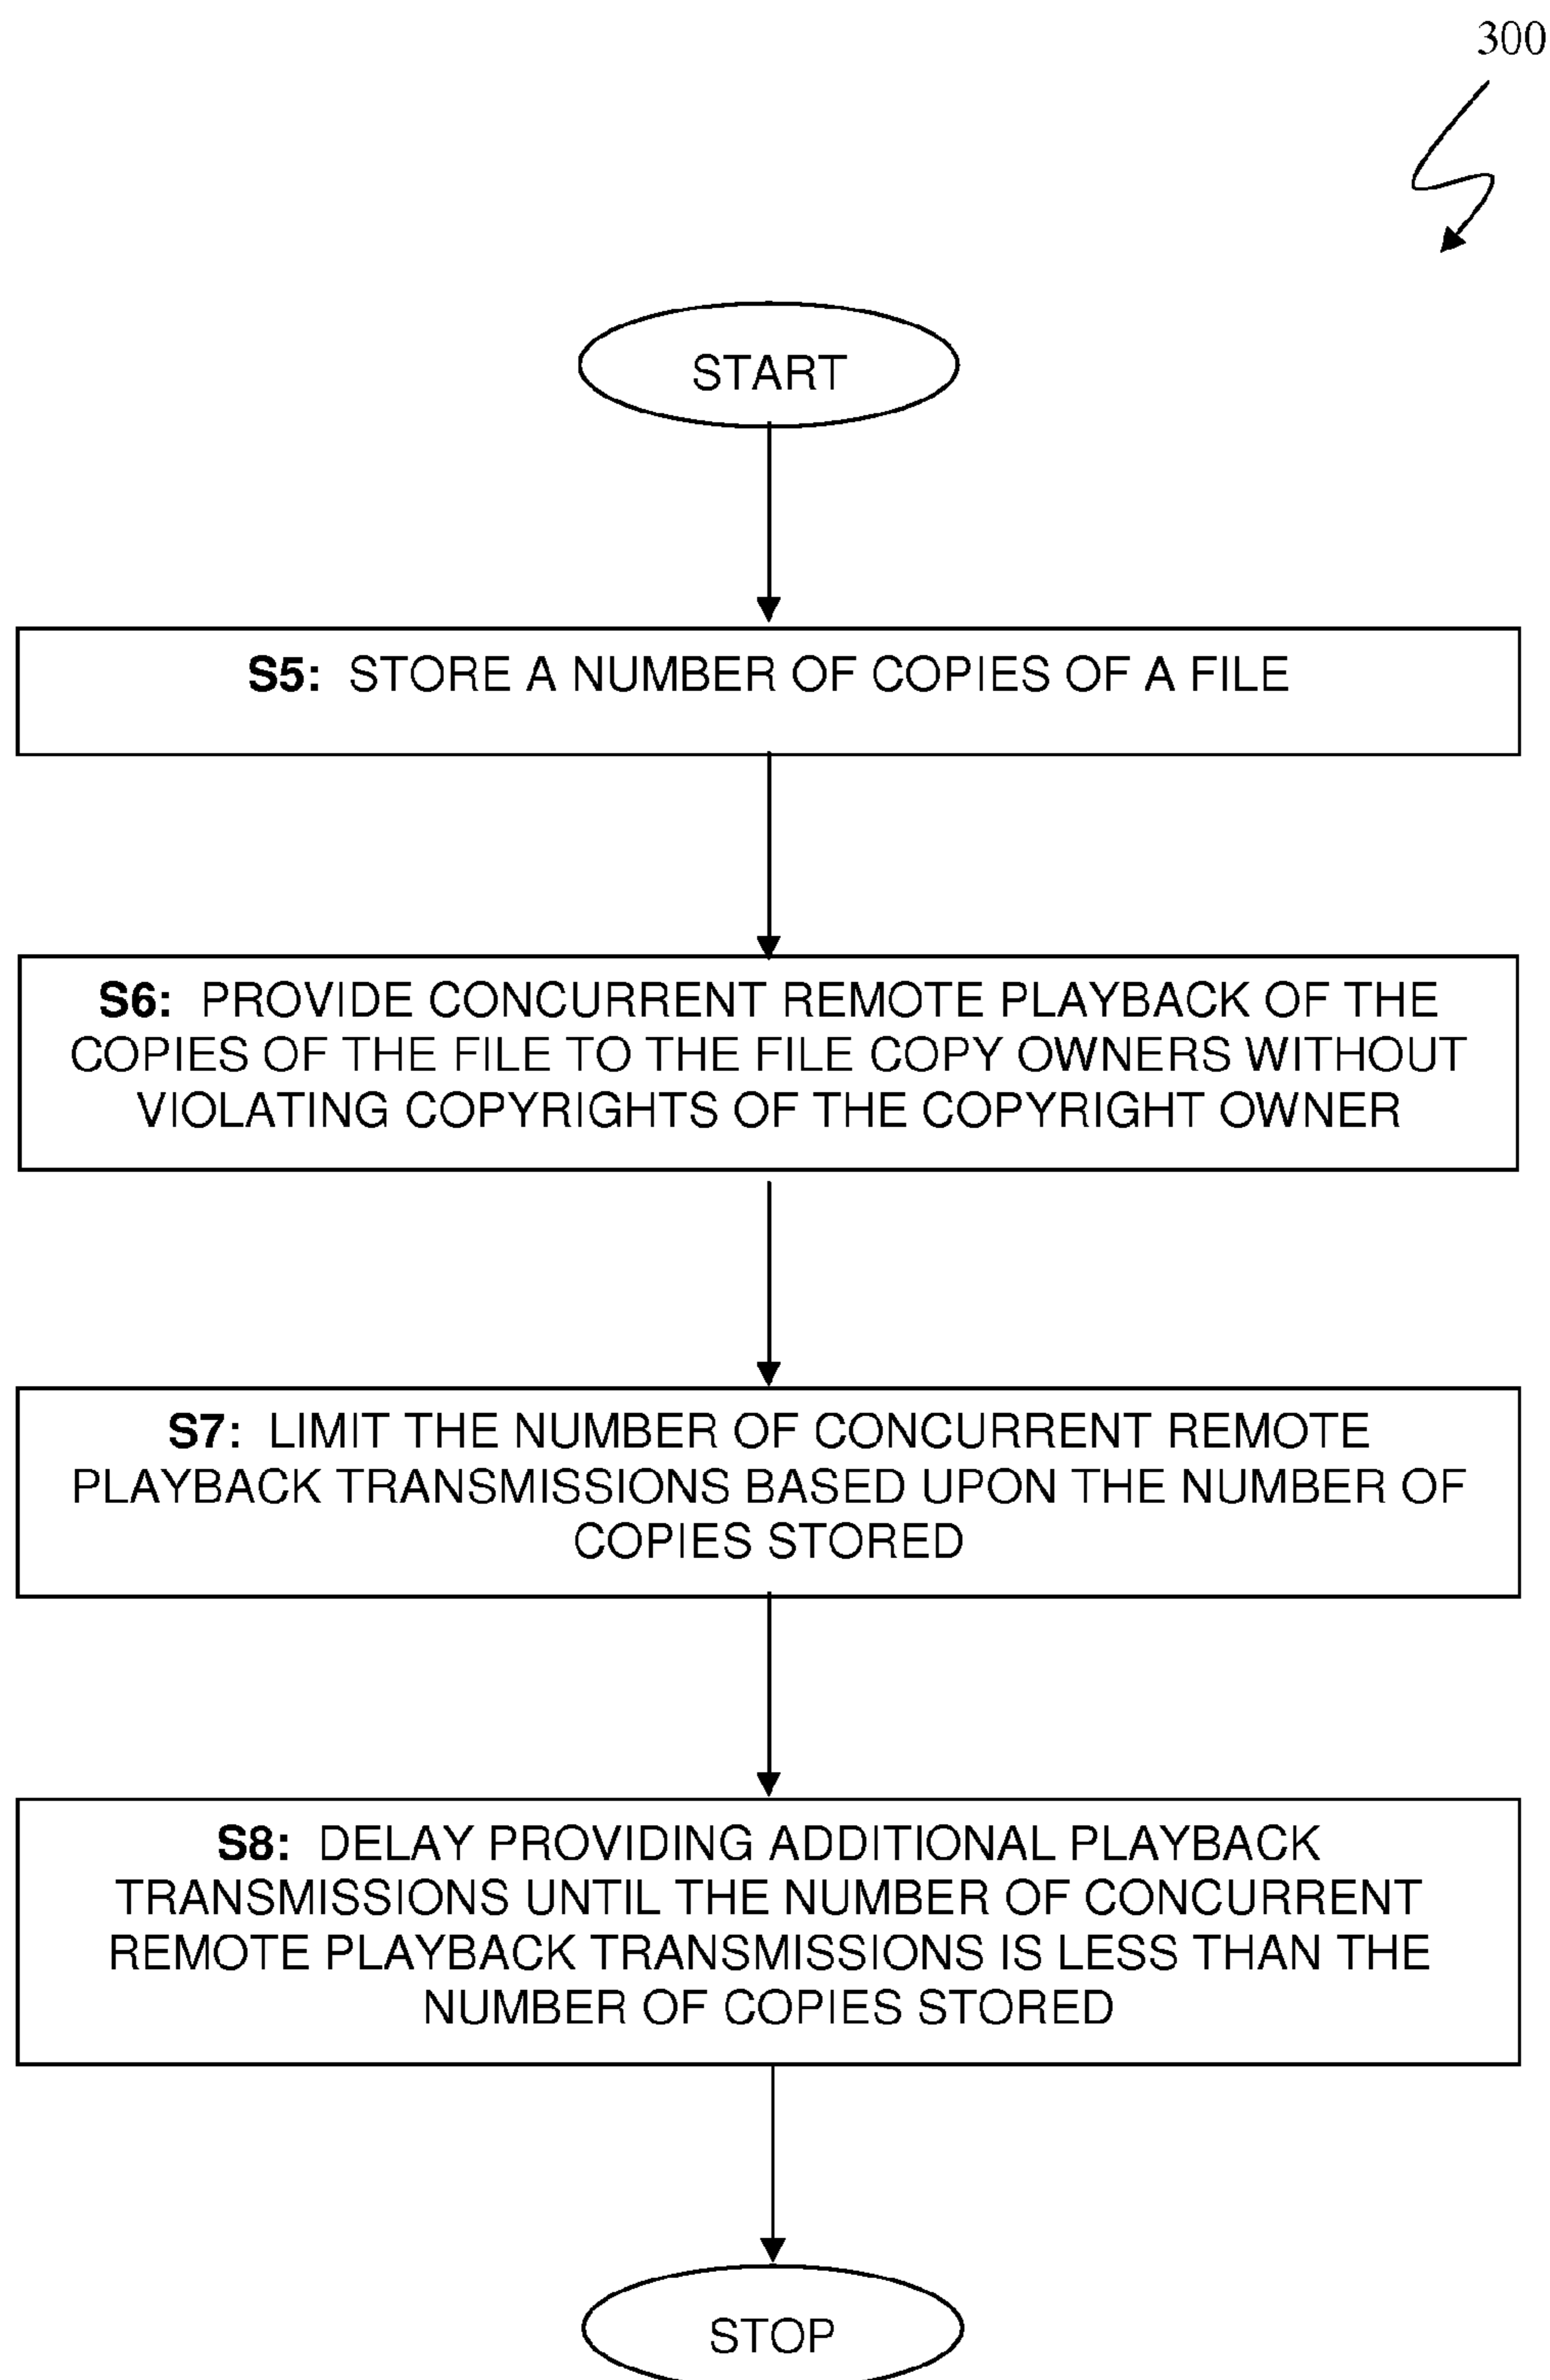 300
START
S5: STORE A NUMBER OF COPIES OF A FILE
S6: PROVIDE CONCURRENT REMOTE PLAYBACK OF THE
COPIES OF THE FILE TO THE FILE COPY OWNERS WITHOUT
VIOLATING COPYRIGHTS OF THE COPYRIGHT OWNER
S7: LIMIT THE NUMBER OF CONCURRENT REMOTE
PLAYBACK TRANSMISSIONS BASED UPON THE NUMBER OF
COPIES STORED
S8: DELAY PROVIDING ADDITIONAL PLAYBACK
TRANSMISSIONS UNTIL THE NUMBER OF CONCURRENT
REMOTE PLAYBACK TRANSMISSIONS IS LESS THAN THE
NUMBER OF COPIES STORED
STOP